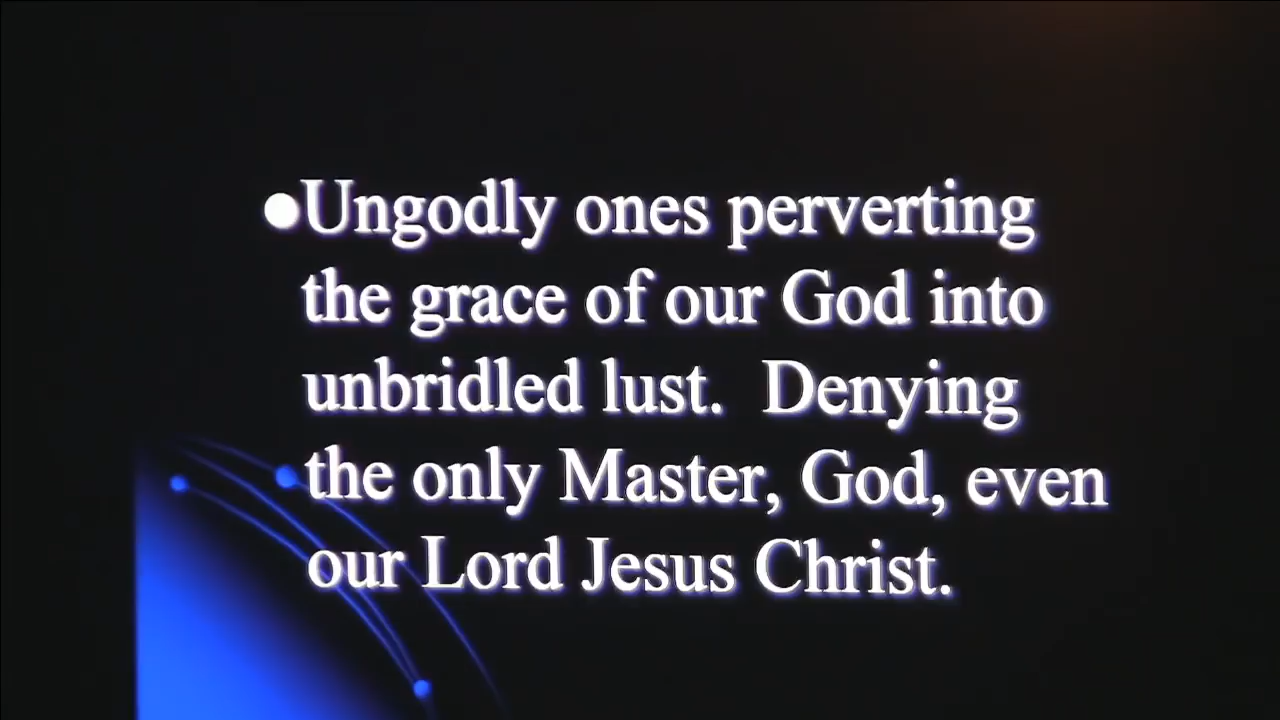 ●Ungodly ones perverting
the grace of our God into
unbridled lust.  Denying
the only Master, God, even
our Lord Jesus Christ.